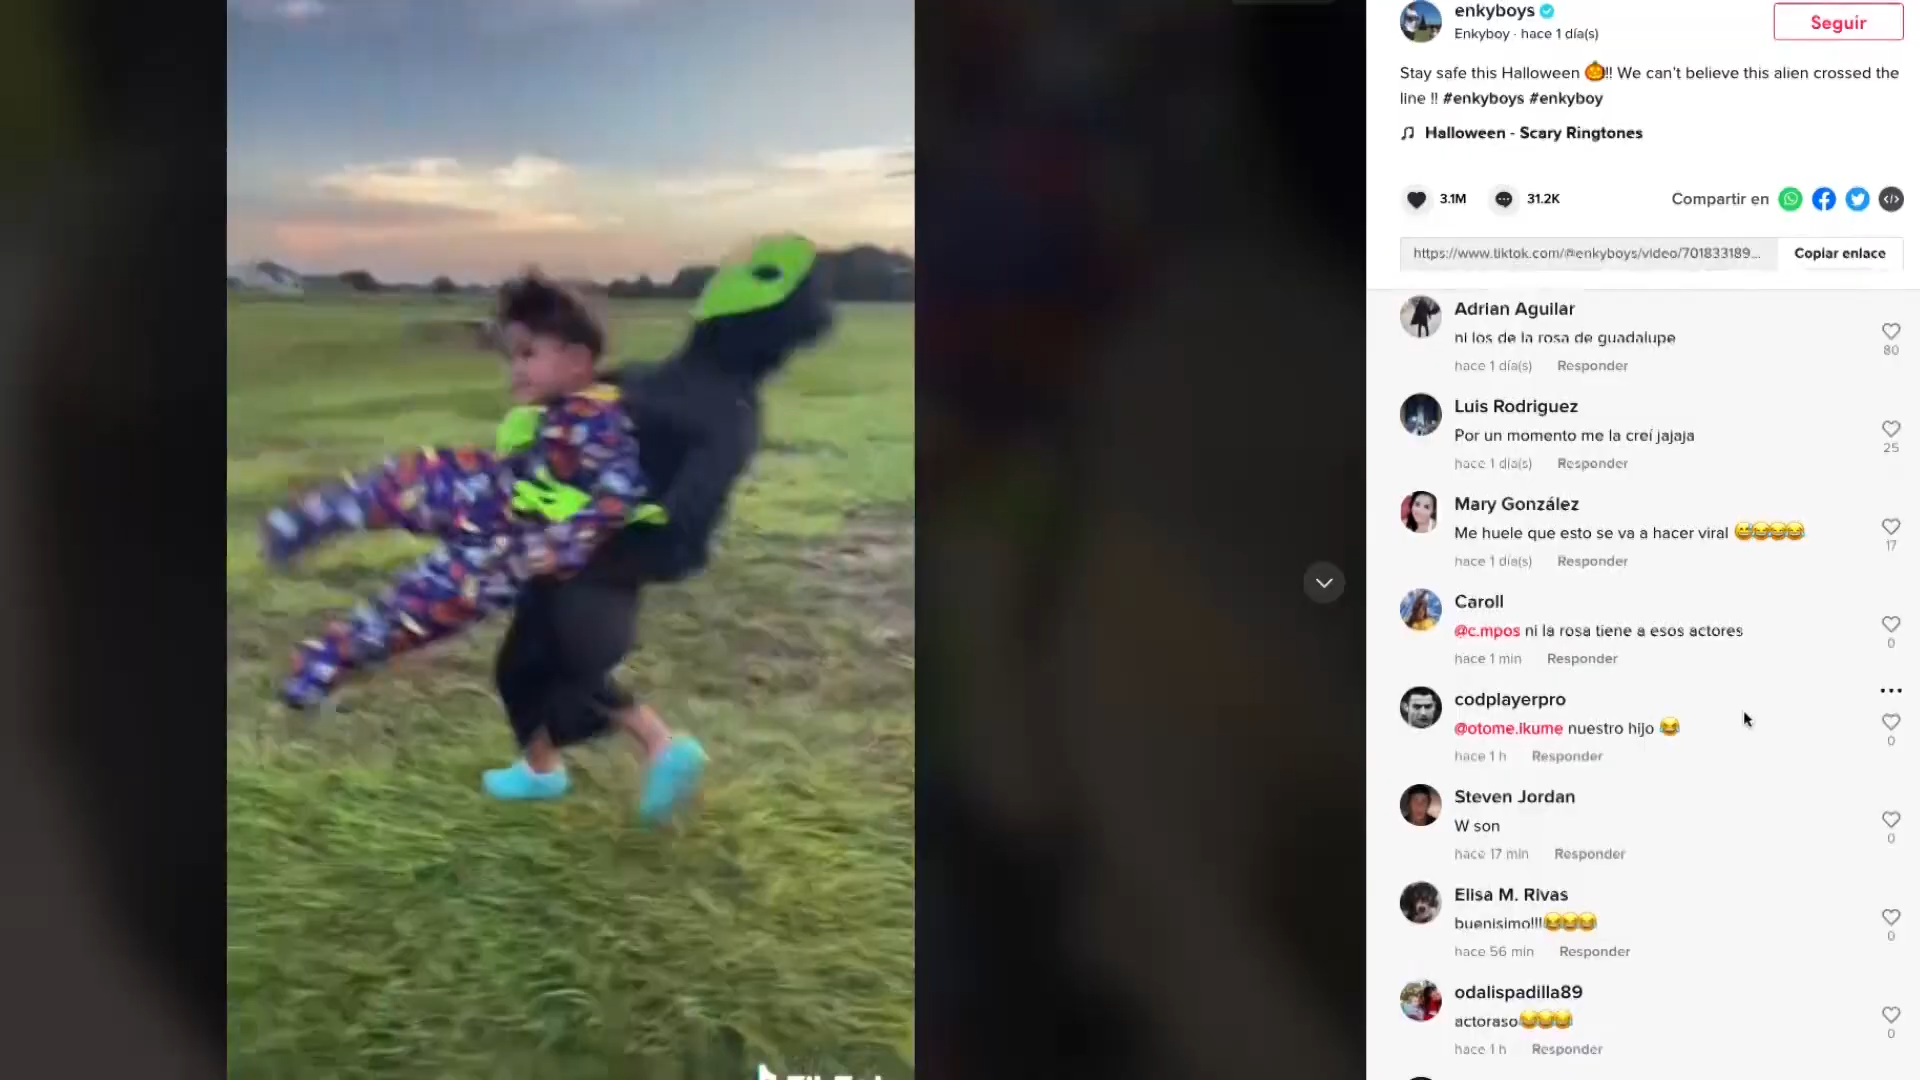 enkyboys
Seguir
Enkyboy · hace 1 día(s)
Stay safe this Halloween 🎃!! We can't believe this alien crossed the
line !! #enkyboys #enkyboy
Halloween - Scary Ringtones
3.1M
31.2K
Compartir en
https://www.tiktok.com/@enkyboys/video/701833189...
Copiar enlace
Adrian Aguilar
ni los de la rosa de guadalupe
80
hace 1 día(s) Responder
Luis Rodriguez
Por un momento me la creí jajaja
25
hace 1 día(s) Responder
Mary González
Me huele que esto se va a hacer viral 😅😂😂😂
17
hace 1 día(s) Responder
Caroll
@c.mpos ni la rosa tiene a esos actores
0
hace 1 min Responder
codplayerpro
@otome.ikume nuestro hijo 😂
0
hace 1 h Responder
Steven Jordan
W son
0
hace 17 min Responder
Elisa M. Rivas
buenisimo!!!😂😂😂
0
hace 56 min Responder
odalispadilla89
actoraso😂😂😂
0
hace 1 h Responder